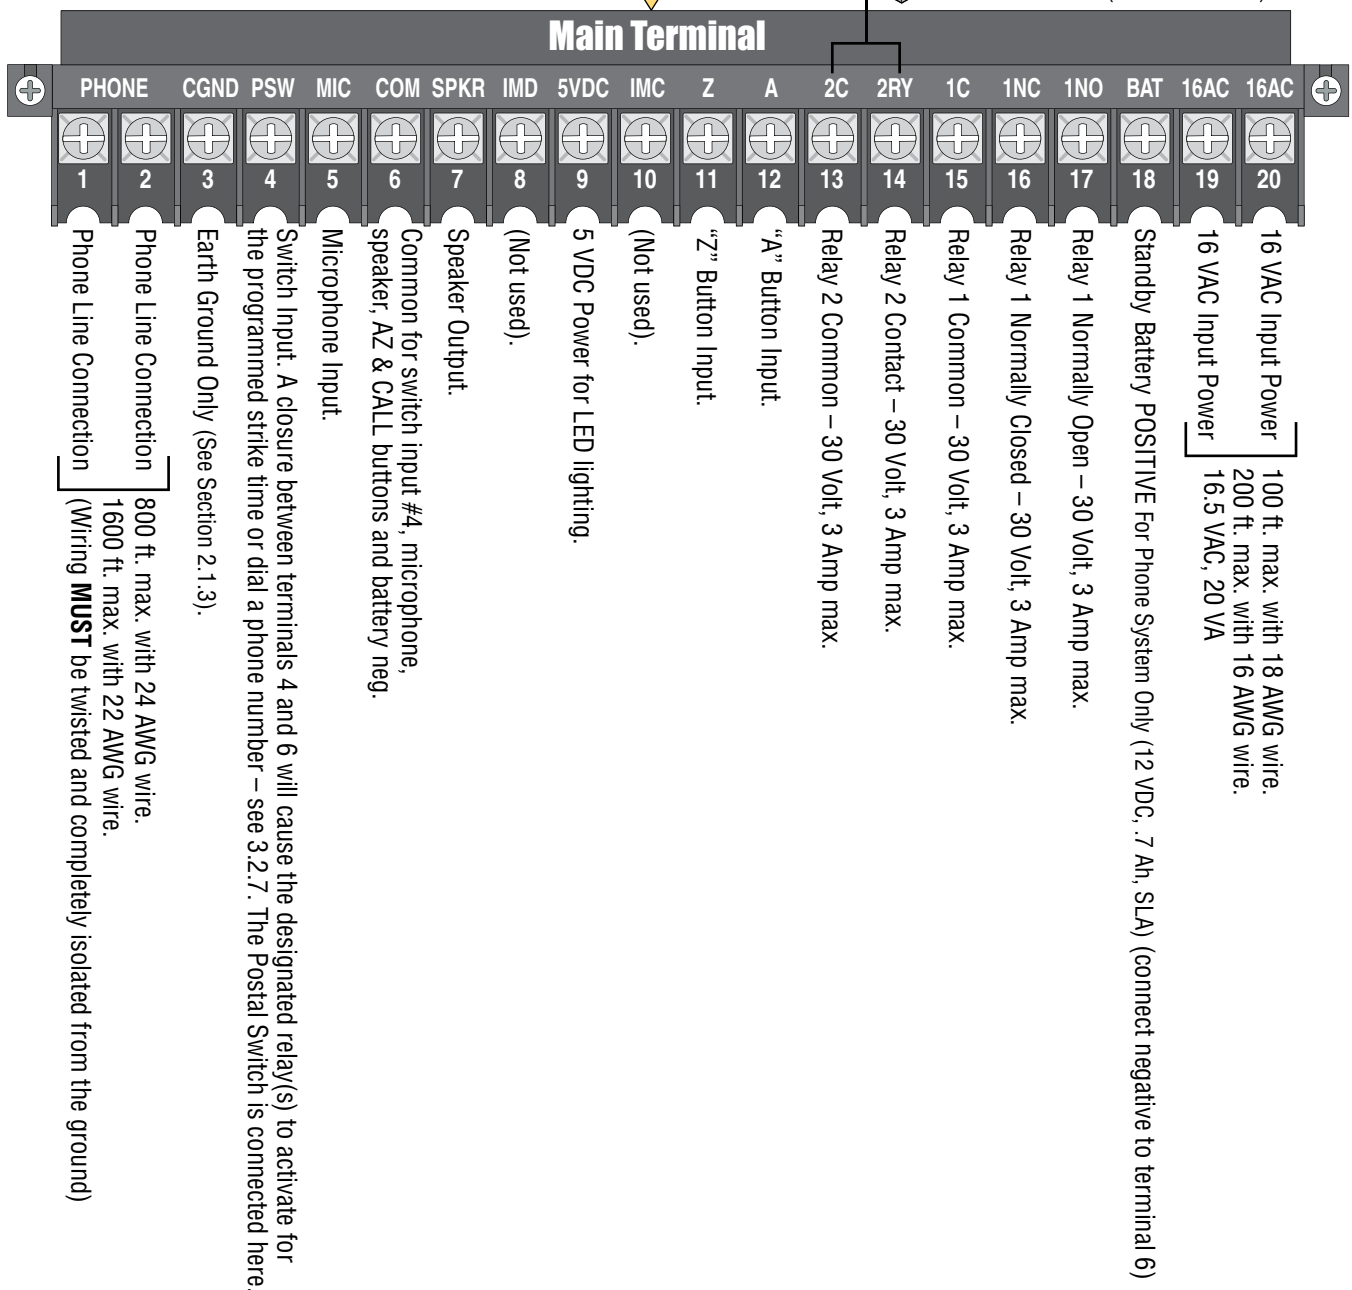 Main Terminal
PHONE CGND PSW MIC COM SPKR IMD 5VDC IMC Z A 2C 2RY 1C 1NC 1NO BAT 16AC 16AC
1 2 3 4 5 6 7 8 9 10 11 12 13 14 15 16 17 18 19 20
Phone Line Connection
Phone Line Connection
800 ft. max. with 24 AWG wire.
1600 ft. max. with 22 AWG wire.
(Wiring MUST be twisted and completely isolated from the ground)
Earth Ground Only (See Section 2.1.3).
Switch Input. A closure between terminals 4 and 6 will cause the designated relay(s) to activate for
the programmed strike time or dial a phone number – see 3.2.7. The Postal Switch is connected here.
Microphone Input.
Common for switch input #4, microphone,
speaker, AZ & CALL buttons and battery neg.
Speaker Output.
(Not used).
5 VDC Power for LED lighting.
(Not used).
“Z” Button Input.
“A” Button Input.
Relay 2 Common – 30 Volt, 3 Amp max.
Relay 2 Contact – 30 Volt, 3 Amp max.
Relay 1 Common – 30 Volt, 3 Amp max.
Relay 1 Normally Closed – 30 Volt, 3 Amp max.
Relay 1 Normally Open – 30 Volt, 3 Amp max.
Standby Battery POSITIVE For Phone System Only (12 VDC, .7 Ah, SLA) (connect negative to terminal 6)
16 VAC Input Power
16 VAC Input Power
100 ft. max. with 18 AWG wire.
200 ft. max. with 16 AWG wire.
16.5 VAC, 20 VA